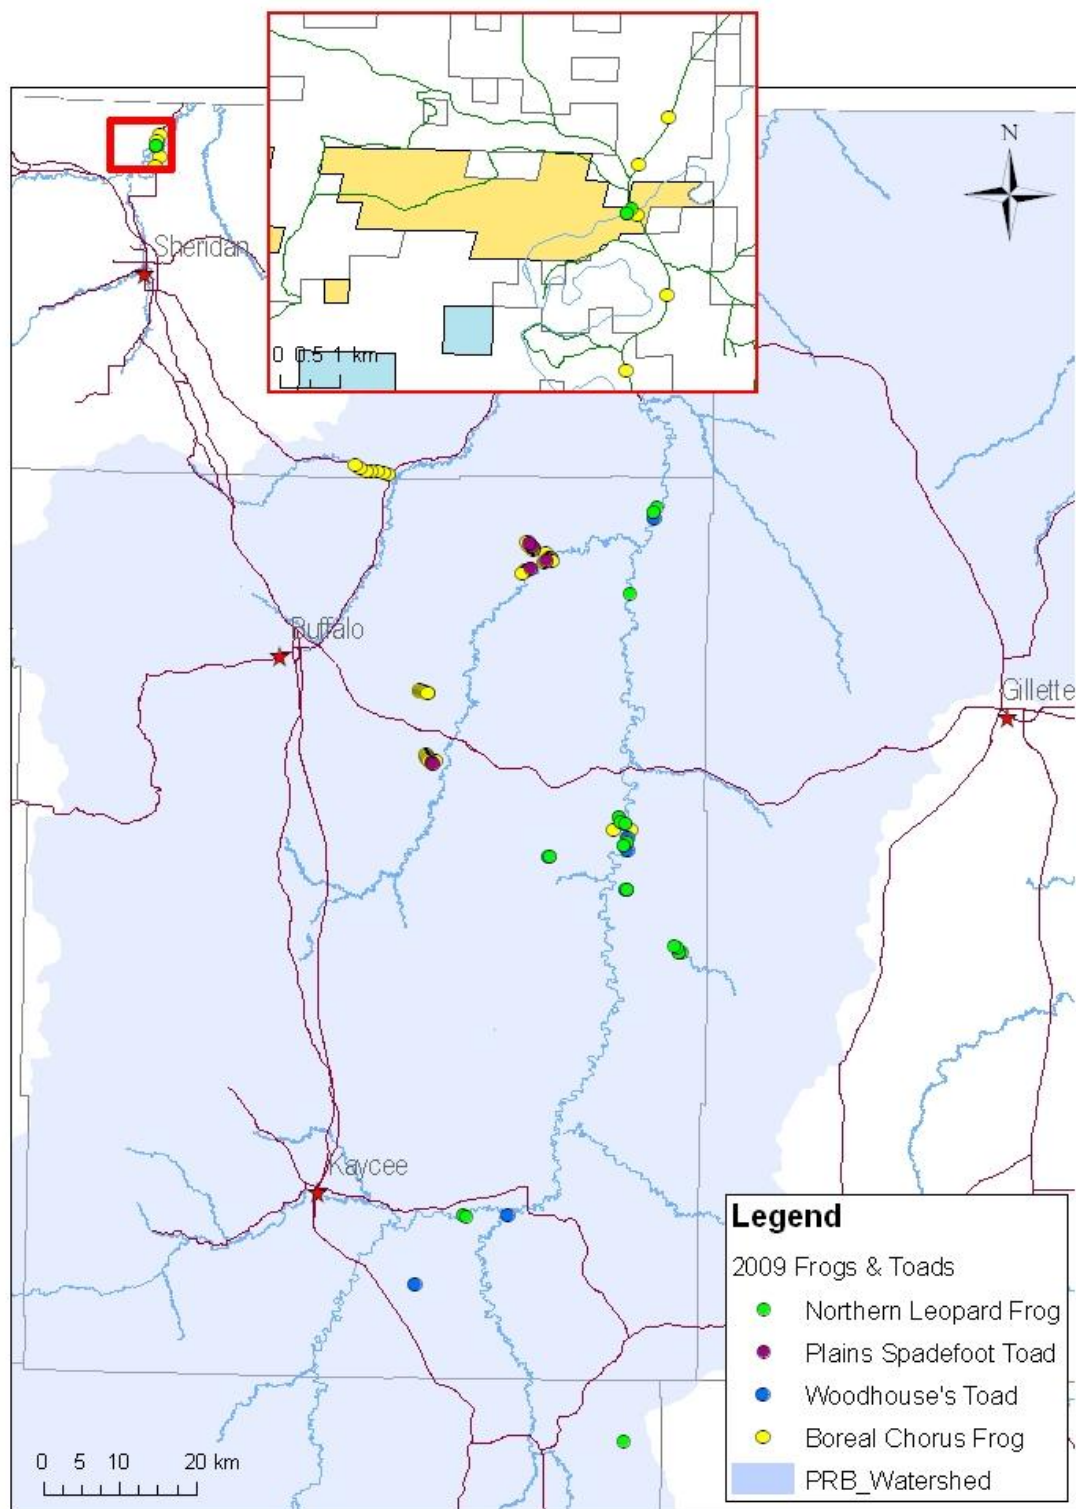 N
Sheridan
0 0.5 1 km
Buffalo
Gillette
Kaycee
Legend
2009 Frogs & Toads
Northern Leopard Frog
Plains Spadefoot Toad
Woodhouse's Toad
Boreal Chorus Frog
PRB_Watershed
0 5 10 20 km